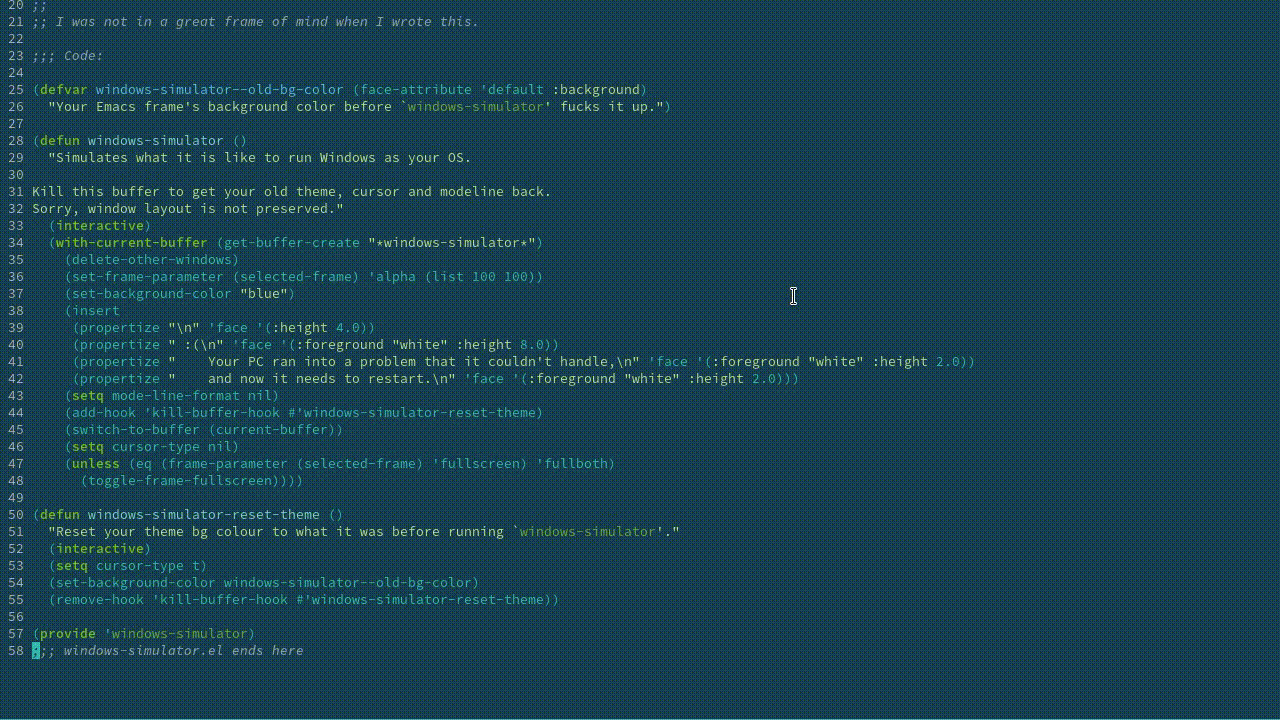 20 ;;
21 ;; I was not in a great frame of mind when I wrote this.
22
23 ;;; Code:
24
25 (defvar windows-simulator--old-bg-color (face-attribute 'default :background)
26   "Your Emacs frame's background color before `windows-simulator' fucks it up.")
27
28 (defun windows-simulator ()
29   "Simulates what it is like to run Windows as your OS.
30
31 Kill this buffer to get your old theme, cursor and modeline back.
32 Sorry, window layout is not preserved."
33   (interactive)
34   (with-current-buffer (get-buffer-create "*windows-simulator*")
35     (delete-other-windows)
36     (set-frame-parameter (selected-frame) 'alpha (list 100 100))
37     (set-background-color "blue")
38     (insert
39      (propertize "\n" 'face '(:height 4.0))
40      (propertize " :(\n" 'face '(:foreground "white" :height 8.0))
41      (propertize "    Your PC ran into a problem that it couldn't handle,\n" 'face '(:foreground "white" :height 2.0))
42      (propertize "    and now it needs to restart.\n" 'face '(:foreground "white" :height 2.0)))
43     (setq mode-line-format nil)
44     (add-hook 'kill-buffer-hook #'windows-simulator-reset-theme)
45     (switch-to-buffer (current-buffer))
46     (setq cursor-type nil)
47     (unless (eq (frame-parameter (selected-frame) 'fullscreen) 'fullboth)
48       (toggle-frame-fullscreen))))
49
50 (defun windows-simulator-reset-theme ()
51   "Reset your theme bg colour to what it was before running `windows-simulator'."
52   (interactive)
53   (setq cursor-type t)
54   (set-background-color windows-simulator--old-bg-color)
55   (remove-hook 'kill-buffer-hook #'windows-simulator-reset-theme))
56
57 (provide 'windows-simulator)
58 ;;; windows-simulator.el ends here